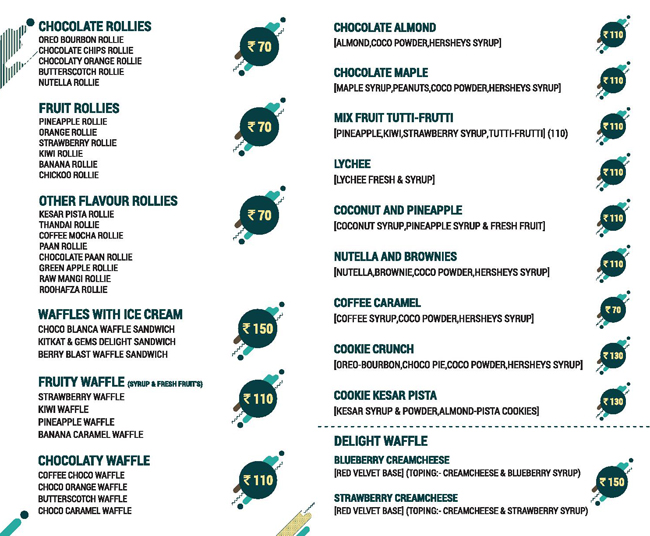 CHOCOLATE ROLLIES
OREO BOURBON ROLLIE
CHOCOLATE CHIPS ROLLIE
CHOCOLATY ORANGE ROLLIE
BUTTERSCOTCH ROLLIE
NUTELLA ROLLIE
₹ 70
FRUIT ROLLIES
PINEAPPLE ROLLIE
ORANGE ROLLIE
STRAWBERRY ROLLIE
KIWI ROLLIE
BANANA ROLLIE
CHICKOO ROLLIE
₹ 70
OTHER FLAVOUR ROLLIES
KESAR PISTA ROLLIE
THANDAI ROLLIE
COFFEE MOCHA ROLLIE
PAAN ROLLIE
CHOCOLATE PAAN ROLLIE
GREEN APPLE ROLLIE
RAW MANGI ROLLIE
ROOHAFZA ROLLIE
₹ 70
WAFFLES WITH ICE CREAM
CHOCO BLANCA WAFFLE SANDWICH
KITKAT & GEMS DELIGHT SANDWICH
BERRY BLAST WAFFLE SANDWICH
₹ 150
FRUITY WAFFLE (SYRUP & FRESH FRUIT'S)
STRAWBERRY WAFFLE
KIWI WAFFLE
PINEAPPLE WAFFLE
BANANA CARAMEL WAFFLE
₹ 110
CHOCOLATY WAFFLE
COFFEE CHOCO WAFFLE
CHOCO ORANGE WAFFLE
BUTTERSCOTCH WAFFLE
CHOCO CARAMEL WAFFLE
₹ 110
CHOCOLATE ALMOND
[ALMOND,COCO POWDER,HERSHEYS SYRUP]
₹ 110
CHOCOLATE MAPLE
[MAPLE SYRUP,PEANUTS,COCO POWDER,HERSHEYS SYRUP]
₹ 110
MIX FRUIT TUTTI-FRUTTI
[PINEAPPLE,KIWI,STRAWBERRY SYRUP,TUTTI-FRUTTI] (110)
₹ 110
LYCHEE
[LYCHEE FRESH & SYRUP]
₹ 110
COCONUT AND PINEAPPLE
[COCONUT SYRUP,PINEAPPLE SYRUP & FRESH FRUIT]
₹ 110
NUTELLA AND BROWNIES
[NUTELLA,BROWNIE,COCO POWDER,HERSHEYS SYRUP]
₹ 110
COFFEE CARAMEL
[COFFEE SYRUP,COCO POWDER,HERSHEYS SYRUP]
₹ 70
COOKIE CRUNCH
[OREO-BOURBON,CHOCO PIE,COCO POWDER,HERSHEYS SYRUP]
₹ 130
COOKIE KESAR PISTA
[KESAR SYRUP & POWDER,ALMOND-PISTA COOKIES]
₹ 130
DELIGHT WAFFLE
BLUEBERRY CREAMCHEESE
[RED VELVET BASE] (TOPING:- CREAMCHEESE & BLUEBERRY SYRUP)
STRAWBERRY CREAMCHEESE
[RED VELVET BASE] (TOPING:- CREAMCHEESE & STRAWBERRY SYRUP)
₹ 150